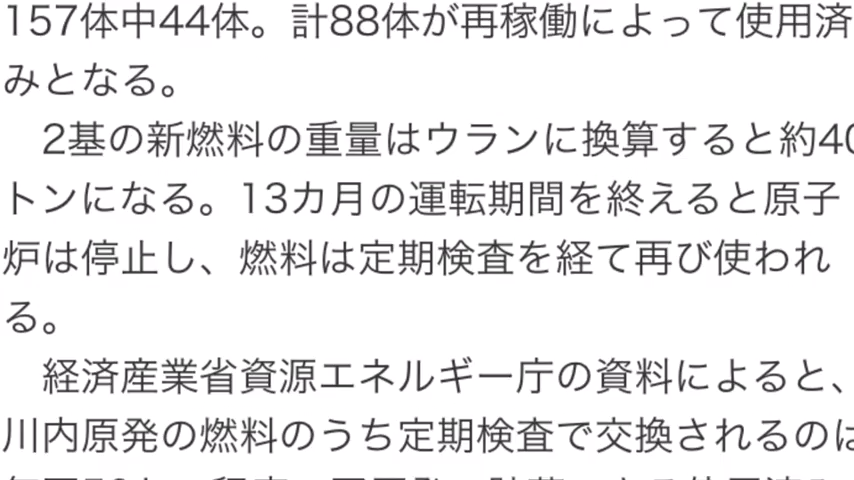 157体中44体。計88体が再稼働によって使用済
みとなる。
2基の新燃料の重量はウランに換算すると約40
トンになる。13カ月の運転期間を終えると原子
炉は停止し、燃料は定期検査を経て再び使われ
る。
経済産業省資源エネルギー庁の資料によると、
川内原発の燃料のうち定期検査で交換されるのは